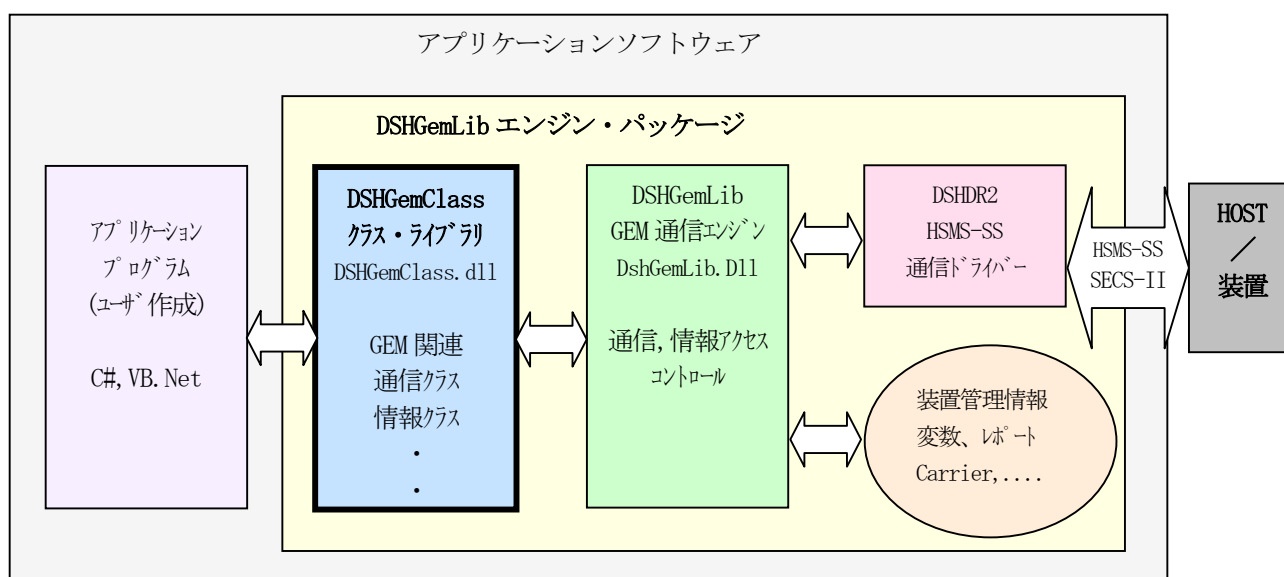 アプリケーションソフトウェア
DSHGemLib エンジン・パッケージ
アプリケーション
プログラム
(ユーザ作成)
C#,VB.Net
DSHGemClass
クラス・ライブラリ
DSHGemClass.dll
GEM 関連
通信クラス
情報クラス
・
・
DSHGemLib
GEM 通信エンジン
DshGemLib.Dll
通信,情報アクセス
コントロール
DSHDR2
HSMS-SS
通信ドライバー
装置管理情報
変数、レポート
Carrier,....
HSMS-SS
SECS-II
HOST
／
装置